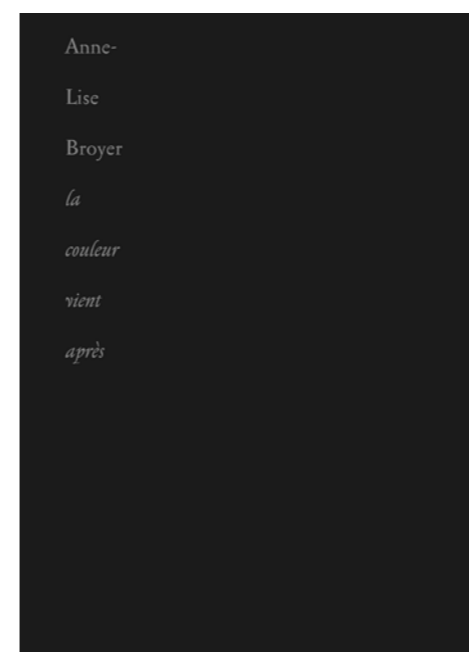 Anne-
Lise
Broyer
la
couleur
vient
après